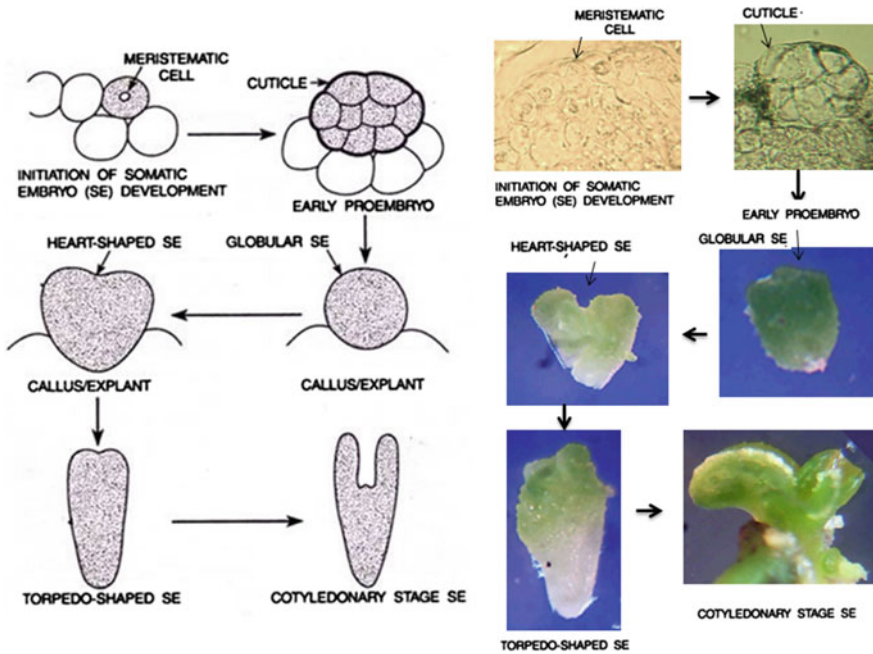 MERISTEMATIC
CELL
CUTICLE
INITIATION OF SOMATIC
EMBRYO (SE) DEVELOPMENT
EARLY PROEMBRYO
HEART-SHAPED SE
GLOBULAR SE
CALLUS/EXPLANT
CALLUS/EXPLANT
TORPEDO-SHAPED SE
COTYLEDONARY STAGE SE
MERISTEMATIC
CELL
CUTICLE
INITIATION OF SOMATIC
EMBRYO (SE) DEVELOPMENT
EARLY PROEMBRYO
HEART-SHAPED SE
GLOBULAR SE
TORPEDO-SHAPED SE
COTYLEDONARY STAGE SE